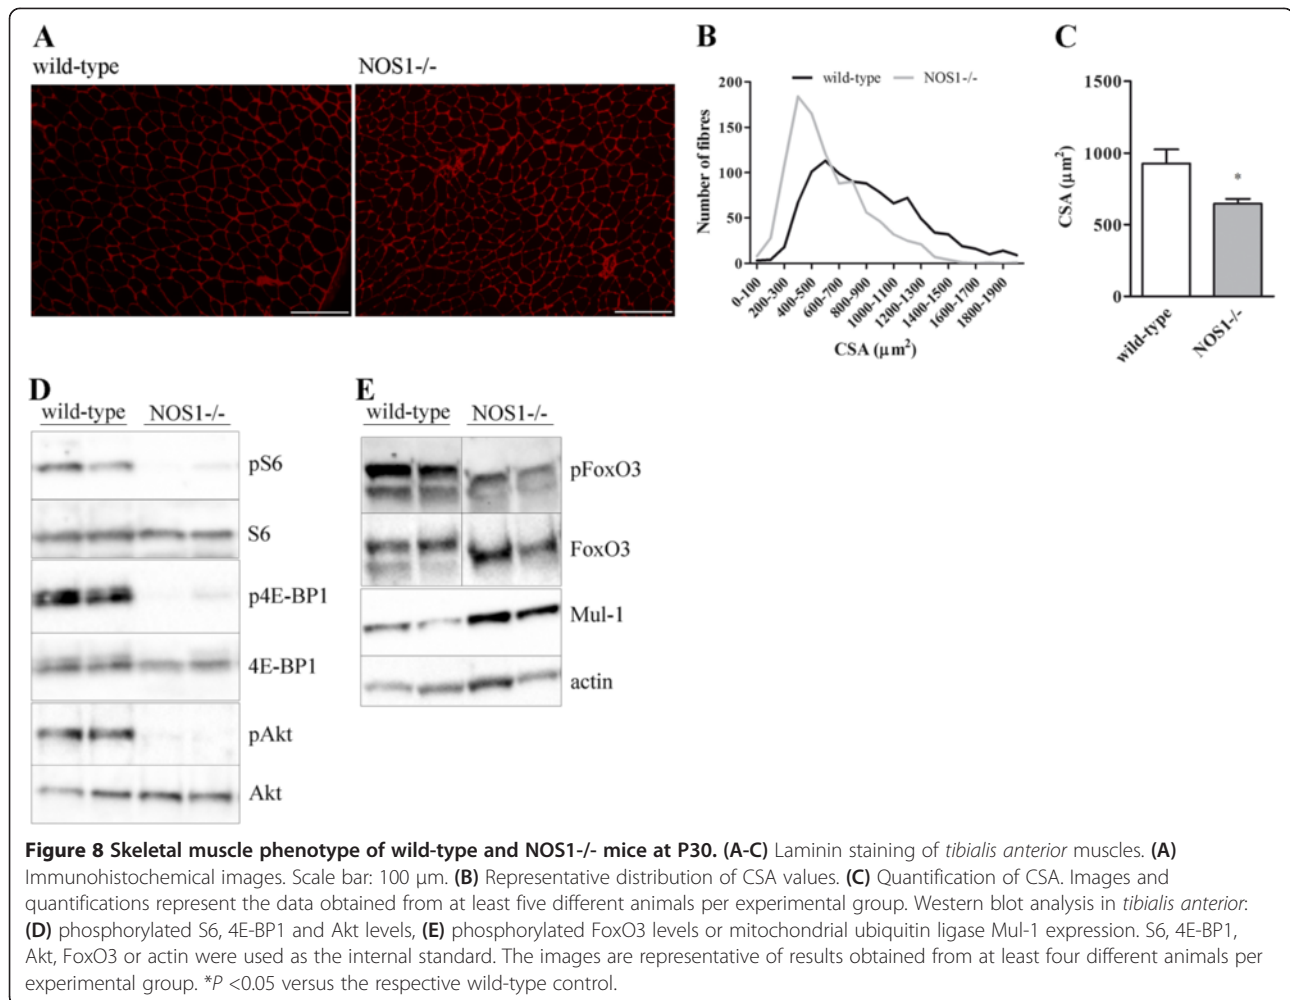 A
wild-type
NOS1-/-
B
wild-type
NOS1-/-
Number of fibres
200
150
100
50
0
0-100
200-300
400-500
600-700
800-900
1000-1100
1200-1300
1400-1500
1600-1700
1800-1900
CSA (µm²)
C
CSA (µm²)
1500
1000
500
0
*
wild-type
NOS1-/-
D
wild-type NOS1-/-
pS6
S6
p4E-BP1
4E-BP1
pAkt
Akt
E
wild-type NOS1-/-
pFoxO3
FoxO3
Mul-1
actin
Figure 8 Skeletal muscle phenotype of wild-type and NOS1-/- mice at P30. (A-C) Laminin staining of tibialis anterior muscles. (A)
Immunohistochemical images. Scale bar: 100 µm. (B) Representative distribution of CSA values. (C) Quantification of CSA. Images and
quantifications represent the data obtained from at least five different animals per experimental group. Western blot analysis in tibialis anterior:
(D) phosphorylated S6, 4E-BP1 and Akt levels, (E) phosphorylated FoxO3 levels or mitochondrial ubiquitin ligase Mul-1 expression. S6, 4E-BP1,
Akt, FoxO3 or actin were used as the internal standard. The images are representative of results obtained from at least four different animals per
experimental group. *P <0.05 versus the respective wild-type control.